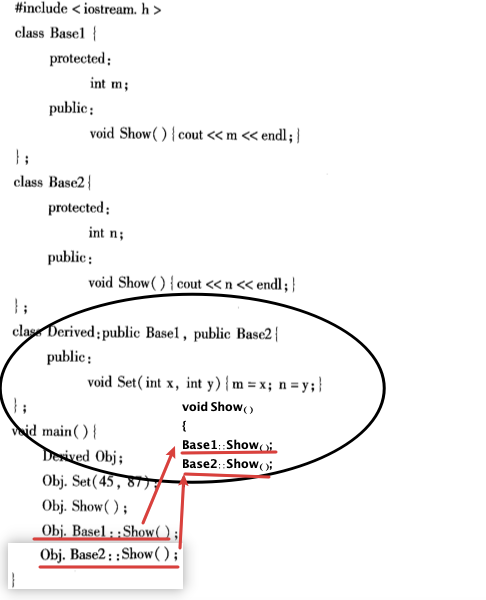 #include < iostream. h >
class Base1 {
protected:
int m;
public:
void Show( ) { cout << m << endl; }
};
class Base2{
protected:
int n;
public:
void Show( ) { cout << n << endl; }
};
class Derived: public Base1, public Base2{
public:
void Set( int x, int y) { m = x; n = y; }
};
void Show()
{
Base1::Show();
Base2::Show();
void main( ) {
Derived Obj;
Obj. Set(45, 87);
Obj. Show( );
Obj. Base1::Show( );
Obj. Base2::Show( );
}